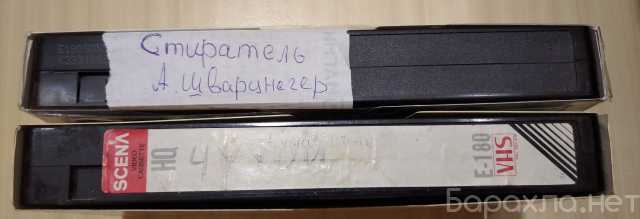 Стиратель
А. Шварцнегер
SCENA
VIDEO
CASSETTE
HQ
E-180
VHS
Барахла.нет